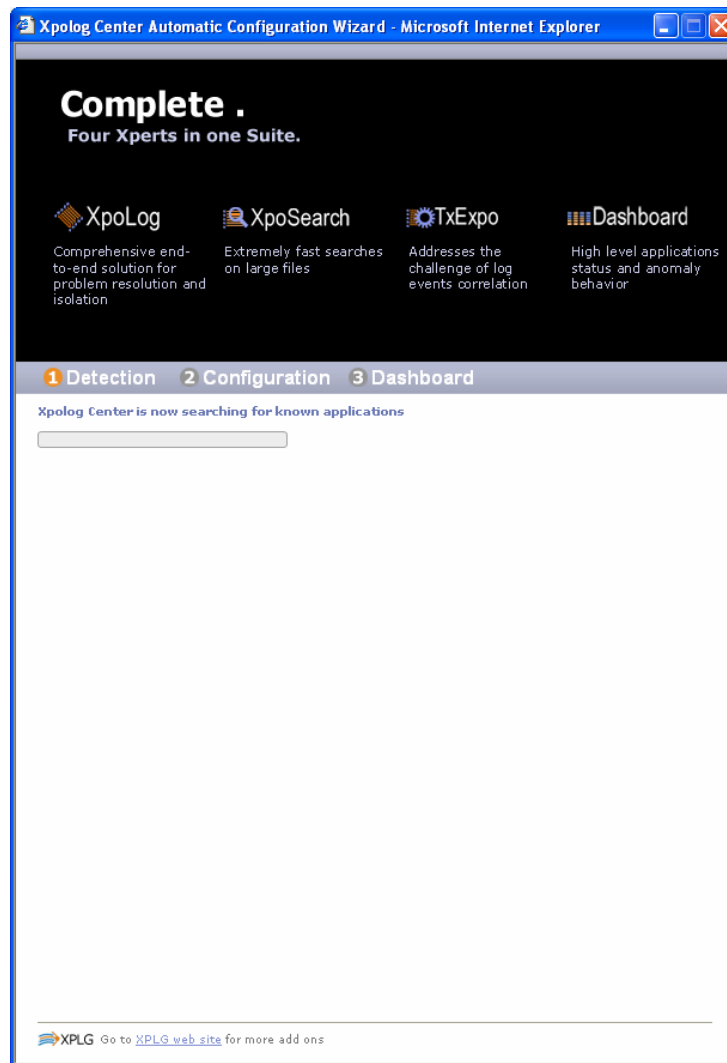 Xpolog Center Automatic Configuration Wizard - Microsoft Internet Explorer
Complete .
Four Xperts in one Suite.
XpoLog
Comprehensive end-
to-end solution for
problem resolution and
isolation
XpoSearch
Extremely fast searches
on large files
TxExpo
Addresses the
challenge of log
events correlation
Dashboard
High level applications
status and anomaly
behavior
1 Detection 2 Configuration 3 Dashboard
Xpolog Center is now searching for known applications
XPLG Go to XPLG web site for more add ons